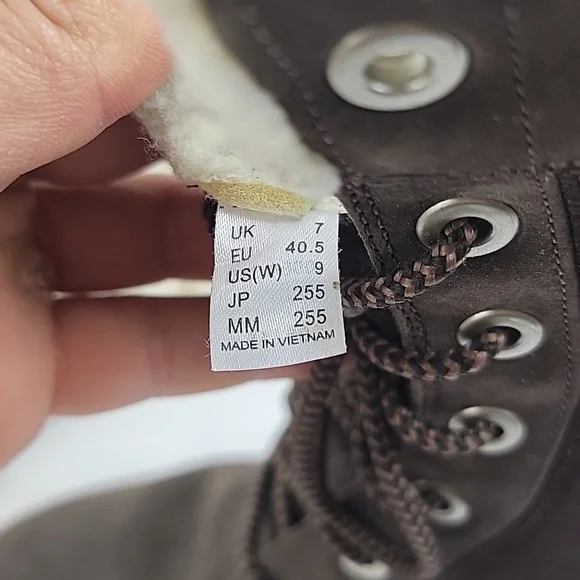 UK 7
EU 40.5
US(W) 9
JP 255
MM 255
MADE IN VIETNAM